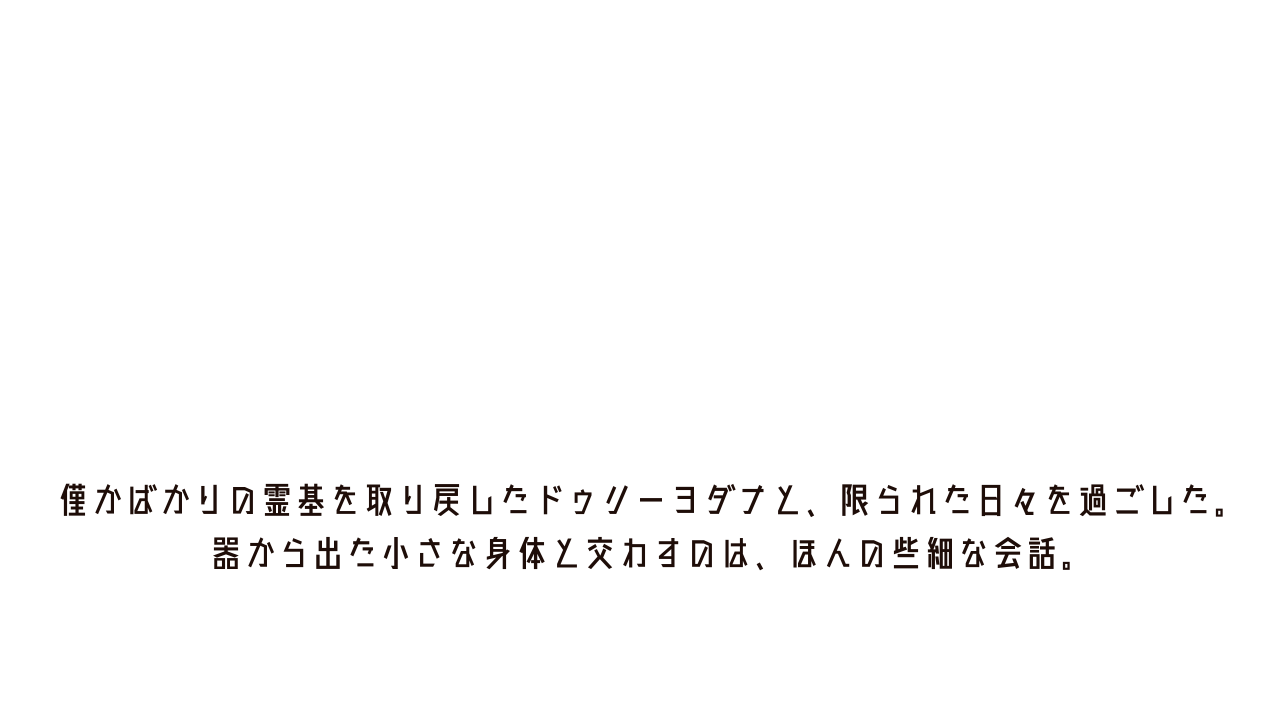 僅かばかりの霊基を取り戻したドゥリーヨダナと、限られた日々を過ごした。
器から出た小さな身体と交わすのは、ほんの些細な会話。